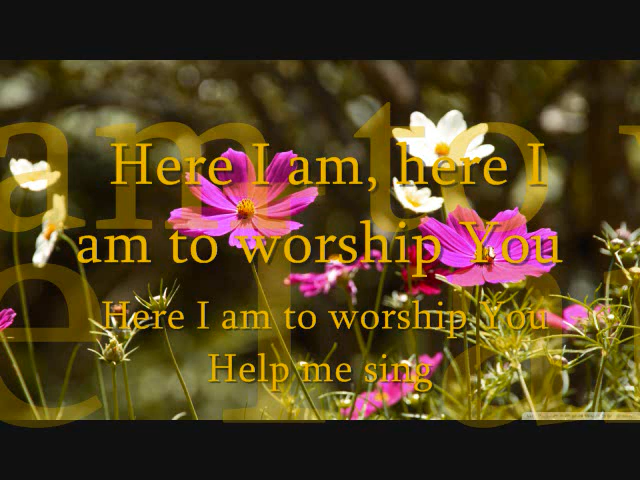 Here I am, here I
am to worship You
Here I am to worship You
Help me sing